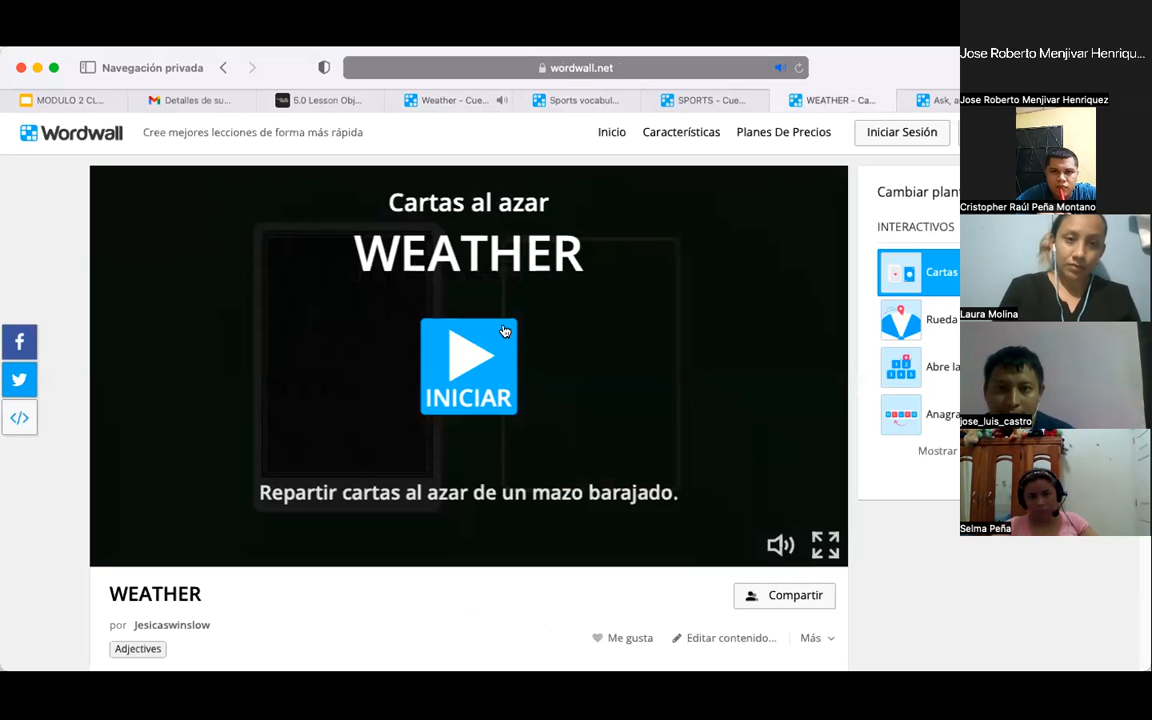 Jose Roberto Menjivar Henriqu...
Navegación privada
wordwall.net
MODULO 2 CL...
Detalles de su...
5.0 Lesson Obj...
Weather - Cue...
Sports vocabul...
SPORTS - Cue...
WEATHER - Ca...
Ask, a
Jose Roberto Menjivar Henriquez
Wordwall
Cree mejores lecciones de forma más rápida
Inicio
Características
Planes De Precios
Iniciar Sesión
Cartas al azar
WEATHER
INICIAR
Repartir cartas al azar de un mazo barajado.
Cambiar plant
INTERACTIVOS
Cartas
Rueda
Abre la
Anagra
Mostrar
Cristopher Raúl Peña Montano
Laura Molina
jose_luis_castro
Selma Peña
WEATHER
Compartir
por Jesicaswinslow
Me gusta
Editar contenido...
Más
Adjectives